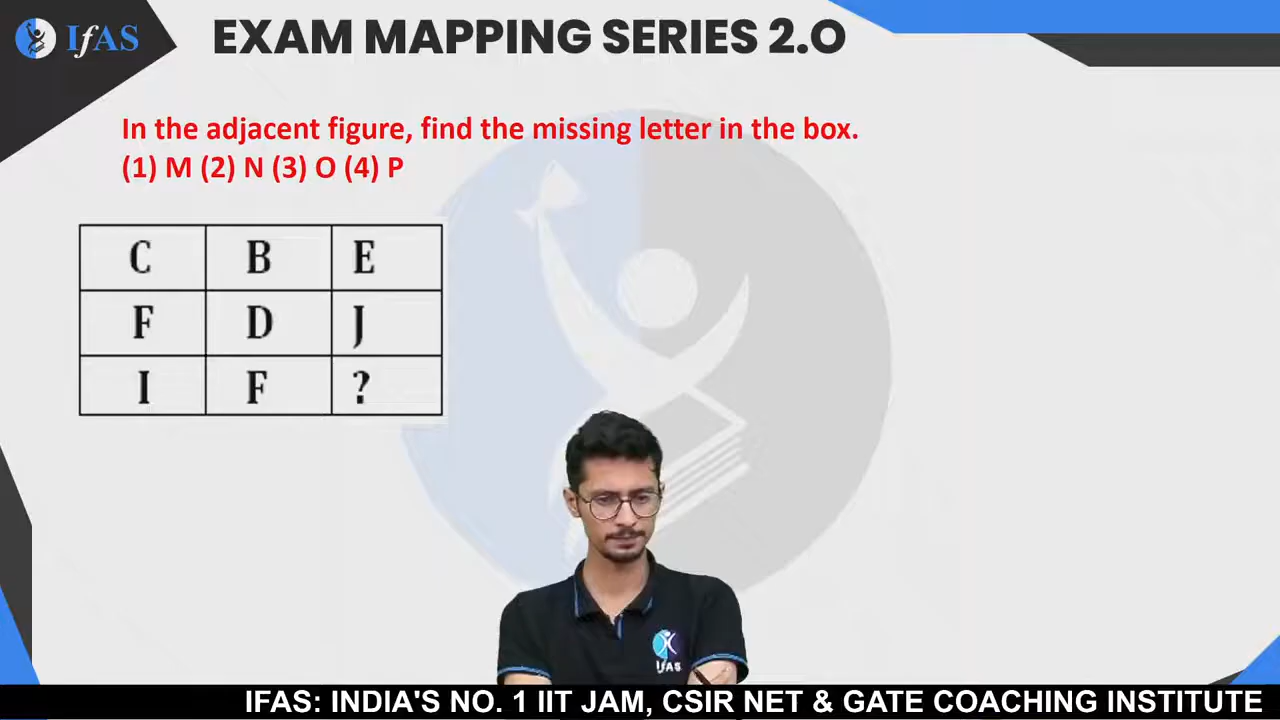 IfAS
EXAM MAPPING SERIES 2.O
In the adjacent figure, find the missing letter in the box.
(1) M (2) N (3) O (4) P
C B E
F D J
I F ?
IFAS
IFAS: INDIA'S NO. 1 IIT JAM, CSIR NET & GATE COACHING INSTITUTE